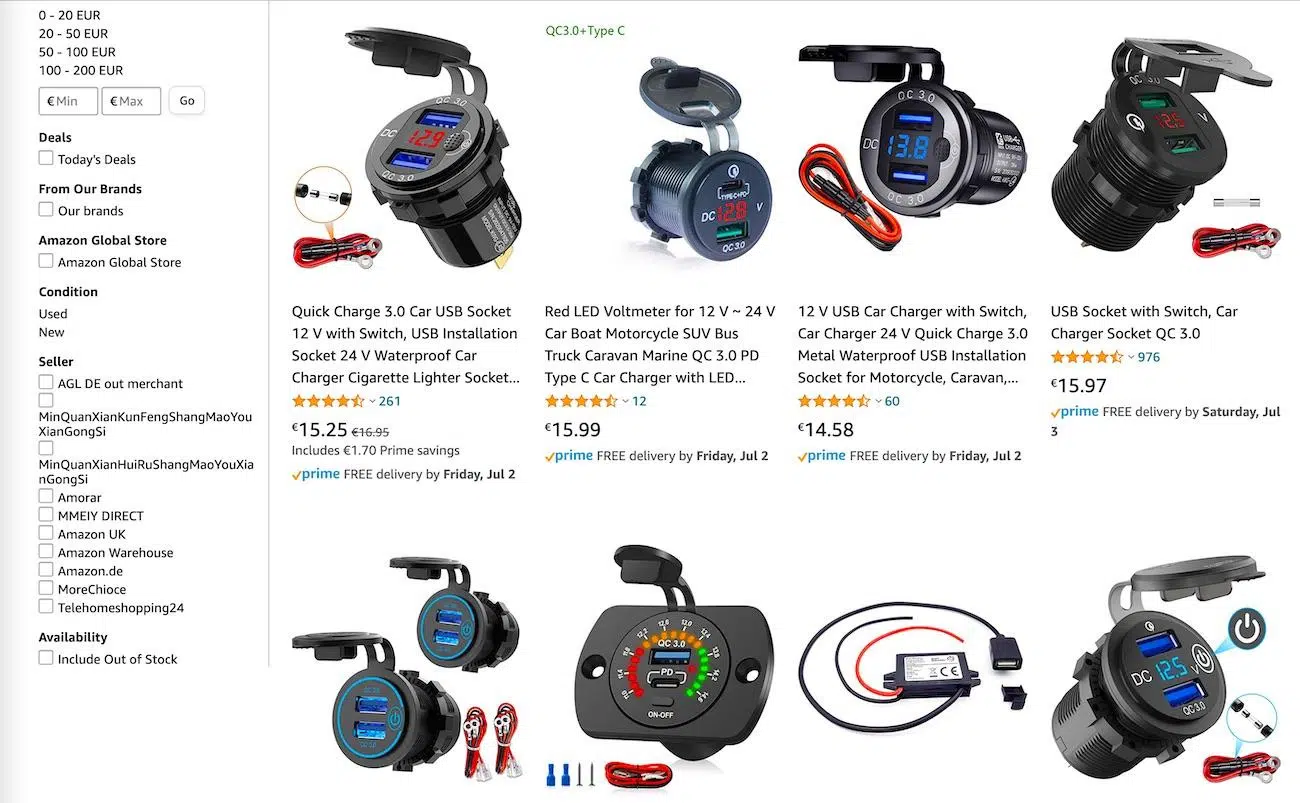 0 - 20 EUR
20 - 50 EUR
50 - 100 EUR
100 - 200 EUR
€ Min
€ Max
Go
Deals
Today's Deals
From Our Brands
Our brands
Amazon Global Store
Amazon Global Store
Condition
Used
New
Seller
AGL DE out merchant
MinQuanXianKunFengShangMaoYou
XianGongSi
MinQuanXianHuiRuShangMaoYouXia
nGongSi
Amorar
MMEIY DIRECT
Amazon UK
Amazon Warehouse
Amazon.de
MoreChioce
Telehomeshopping24
Availability
Include Out of Stock
QC 3.0
DC 12.9
QC 3.0
Quick Charge 3.0 Car USB Socket
12 V with Switch, USB Installation
Socket 24 V Waterproof Car
Charger Cigarette Lighter Socket...
261
€15.25 €16.95
Includes €1.70 Prime savings
prime FREE delivery by Friday, Jul 2
QC3.0+Type C
TYPE-C+PD
DC 12.8 V
QC 3.0
Red LED Voltmeter for 12 V ~ 24 V
Car Boat Motorcycle SUV Bus
Truck Caravan Marine QC 3.0 PD
Type C Car Charger with LED...
12
€15.99
prime FREE delivery by Friday, Jul 2
QC 3.0
DC 13.8
QC 3.0
USB
CHARGER
12 V USB Car Charger with Switch,
Car Charger 24 V Quick Charge 3.0
Metal Waterproof USB Installation
Socket for Motorcycle, Caravan,...
60
€14.58
prime FREE delivery by Friday, Jul 2
QC 3.0
12.5 V
USB Socket with Switch, Car
Charger Socket QC 3.0
976
€15.97
prime FREE delivery by Saturday, Jul
3
QC 3.0
PD
ON-OFF
CE
DC 12.5 V
QC 3.0